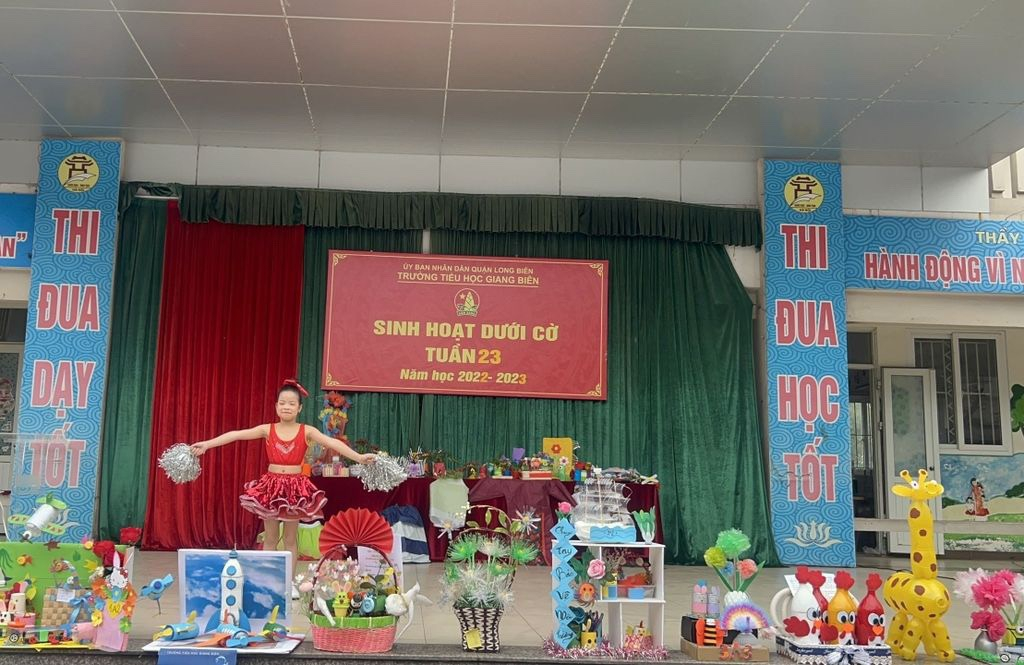 THI
ĐUA
DẠY
TỐT
ÂN"
ỦY BAN NHÂN DÂN QUẬN LONG BIÊN
TRƯỜNG TIỂU HỌC GIANG BIÊN
SINH HOẠT DƯỚI CỜ
TUẦN 23
Năm học 2022- 2023
THI
ĐUA
HỌC
TỐT
THẦY
HÀNH ĐỘNG VÌ N